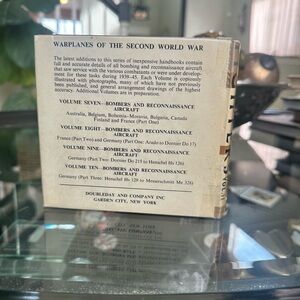 WARPLANES OF THE SECOND WORLD WAR
The latest additions to this series of inexpensive handbooks contain
full and accurate details of all bombing and reconnaissance aircraft
that saw service with the various combatants or were under develop-
ment for these tasks during 1939-45. Each Volume is copiously
illustrated with photographs, many of which have not previously
been published, and general arrangement drawings of the highest
accuracy. Additional Volumes are in preparation.
VOLUME SEVEN—BOMBERS AND RECONNAISSANCE
AIRCRAFT
Australia, Belgium, Bohemia-Moravia, Bulgaria, Canada
Finland and France (Part One)
VOLUME EIGHT—BOMBERS AND RECONNAISSANCE
AIRCRAFT
France (Part Two) and Germany (Part One: Arado to Dornier Do 17)
VOLUME NINE—BOMBERS AND RECONNAISSANCE
AIRCRAFT
Germany (Part Two: Dornier Do 215 to Henschel Hs 126)
VOLUME TEN—BOMBERS AND RECONNAISSANCE
AIRCRAFT
Germany (Part Three: Henschel Hs 129 to Messerschmitt Me 328)
DOUBLEDAY AND COMPANY INC
GARDEN CITY, NEW YORK